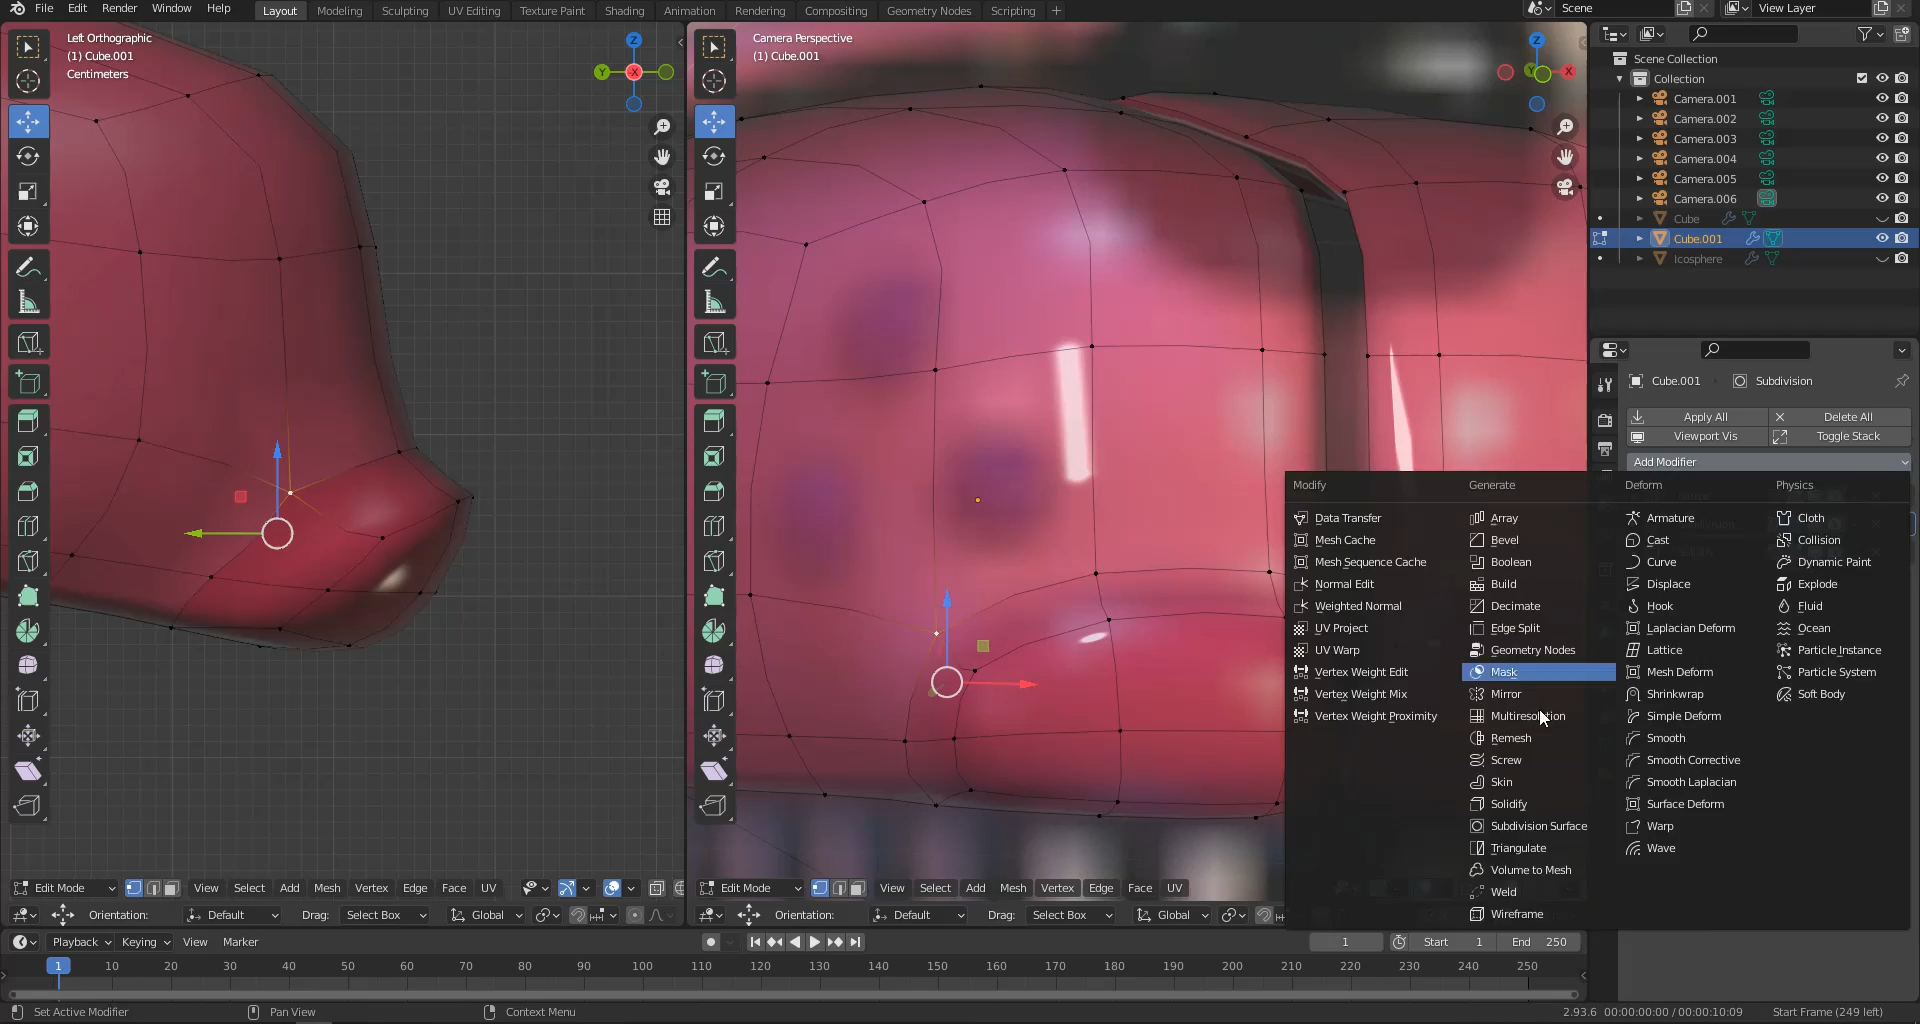 File Edit Render Window Help Layout Modeling Sculpting UV Editing Texture Paint Shading Animation Rendering Compositing Geometry Nodes Scripting + Scene View Layer
Left Orthographic
(1) Cube.001
Centimeters
Z
Y
X
Camera Perspective
(1) Cube.001
Z
Y
X
Scene Collection
Collection
Camera.001
Camera.002
Camera.003
Camera.004
Camera.005
Camera.006
Cube
Cube.001
Icosphere
Cube.001 Subdivision
Apply All Delete All
Viewport Vis Toggle Stack
Add Modifier
Modify
Data Transfer
Mesh Cache
Mesh Sequence Cache
Normal Edit
Weighted Normal
UV Project
UV Warp
Vertex Weight Edit
Vertex Weight Mix
Vertex Weight Proximity
Generate
Array
Bevel
Boolean
Build
Decimate
Edge Split
Geometry Nodes
Mask
Mirror
Multiresolution
Remesh
Screw
Skin
Solidify
Subdivision Surface
Triangulate
Volume to Mesh
Weld
Wireframe
Deform
Armature
Cast
Curve
Displace
Hook
Laplacian Deform
Lattice
Mesh Deform
Shrinkwrap
Simple Deform
Smooth
Smooth Corrective
Smooth Laplacian
Surface Deform
Warp
Wave
Physics
Cloth
Collision
Dynamic Paint
Explode
Fluid
Ocean
Particle Instance
Particle System
Soft Body
Edit Mode View Select Add Mesh Vertex Edge Face UV
Orientation: Default Drag: Select Box Global
Edit Mode View Select Add Mesh Vertex Edge Face UV
Orientation: Default Drag: Select Box Global
Playback Keying View Marker 1 Start 1 End 250
1 10 20 30 40 50 60 70 80 90 100 110 120 130 140 150 160 170 180 190 200 210 220 230 240 250
Set Active Modifier Pan View Context Menu 2.93.6 00:00:00:00 / 00:00:10:09 Start Frame (249 left)